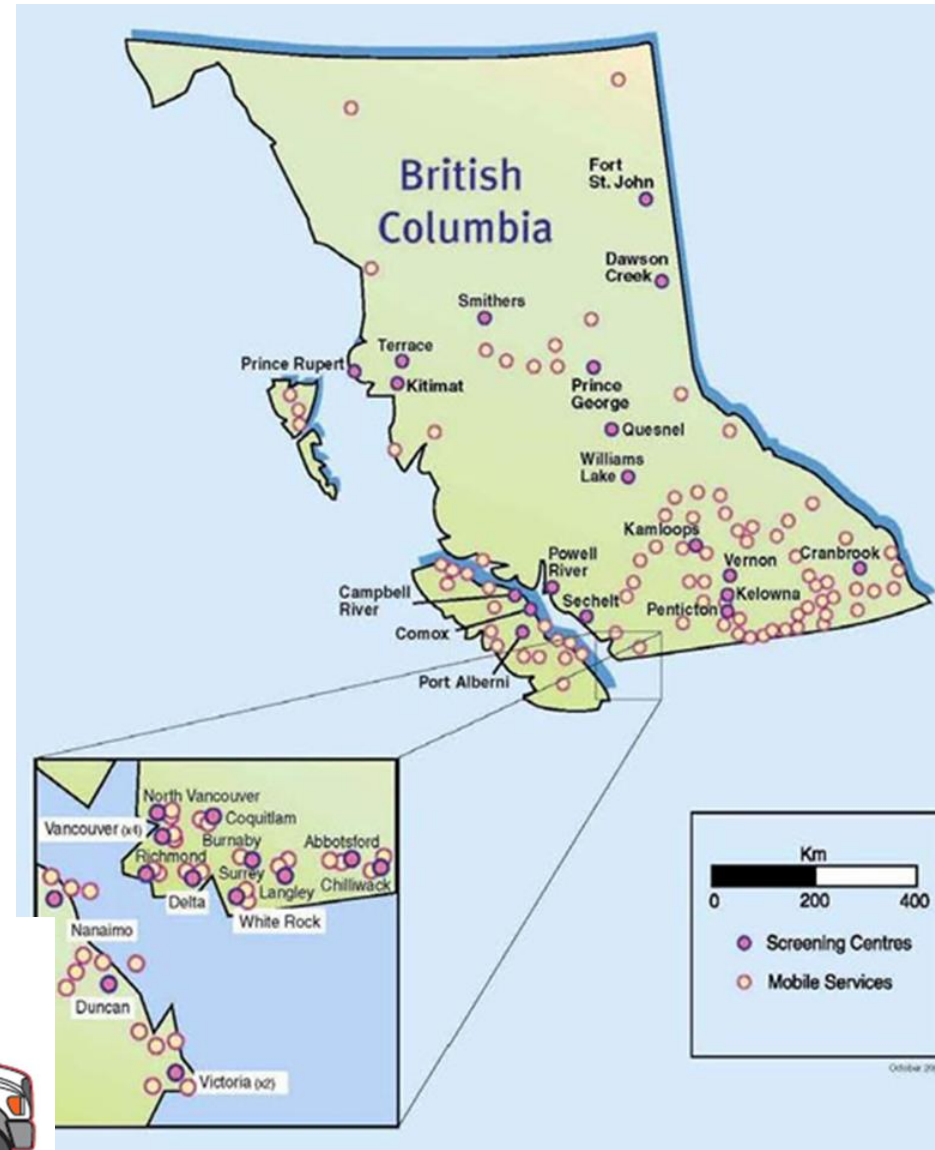 British
Columbia
Fort
St. John
Dawson
Creek
Smithers
Terrace
Prince Rupert
Kitimat
Prince
George
Quesnel
Williams
Lake
Kamloops
Vernon
Cranbrook
Powell
River
Kelowna
Campbell
River
Sechelt
Penticton
Comox
Port Alberni
North Vancouver
Coquitlam
Vancouver (x4)
Burnaby
Abbotsford
Richmond
Surrey
Chilliwack
Langley
Delta
White Rock
Nanaimo
Duncan
Victoria (x2)
Km
0 200 400
Screening Centres
Mobile Services
October